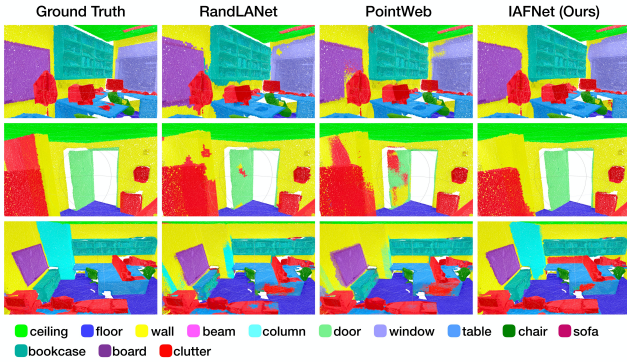 Ground Truth RandLANet PointWeb IAFNet (Ours)
ceiling floor wall beam column door window table chair sofa
bookcase board clutter